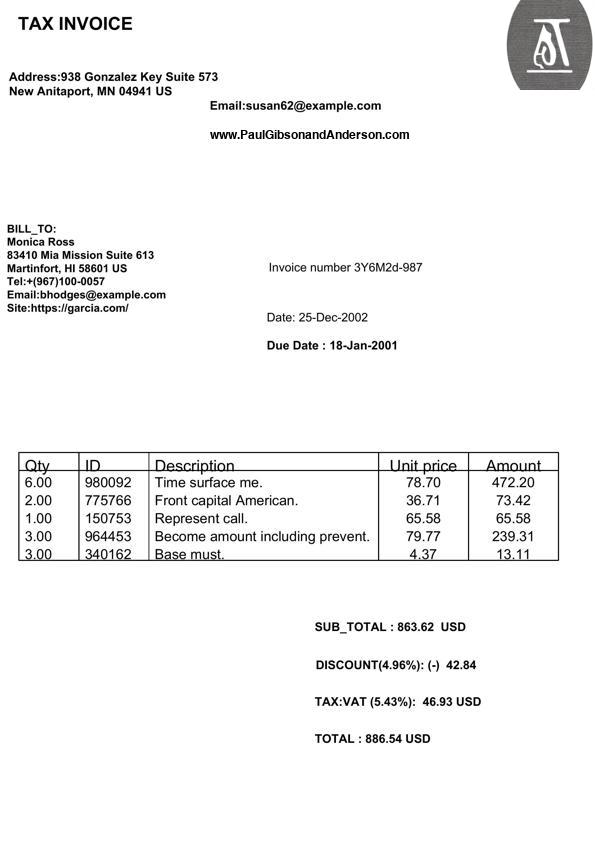 TAX INVOICE
Address:938 Gonzalez Key Suite 573
New Anitaport, MN 04941 US
Email:susan62@example.com
www.PaulGibsonandAnderson.com
BILL_TO:
Monica Ross
83410 Mia Mission Suite 613
Martinfort, HI 58601 US
Tel:+(967)100-0057
Email:bhodges@example.com
Site:https://garcia.com/
Invoice number 3Y6M2d-987
Date: 25-Dec-2002
Due Date : 18-Jan-2001
Qty ID Description Unit price Amount
6.00 980092 Time surface me. 78.70 472.20
2.00 775766 Front capital American. 36.71 73.42
1.00 150753 Represent call. 65.58 65.58
3.00 964453 Become amount including prevent. 79.77 239.31
3.00 340162 Base must. 4.37 13.11
SUB_TOTAL : 863.62 USD
DISCOUNT(4.96%): (-) 42.84
TAX:VAT (5.43%): 46.93 USD
TOTAL : 886.54 USD